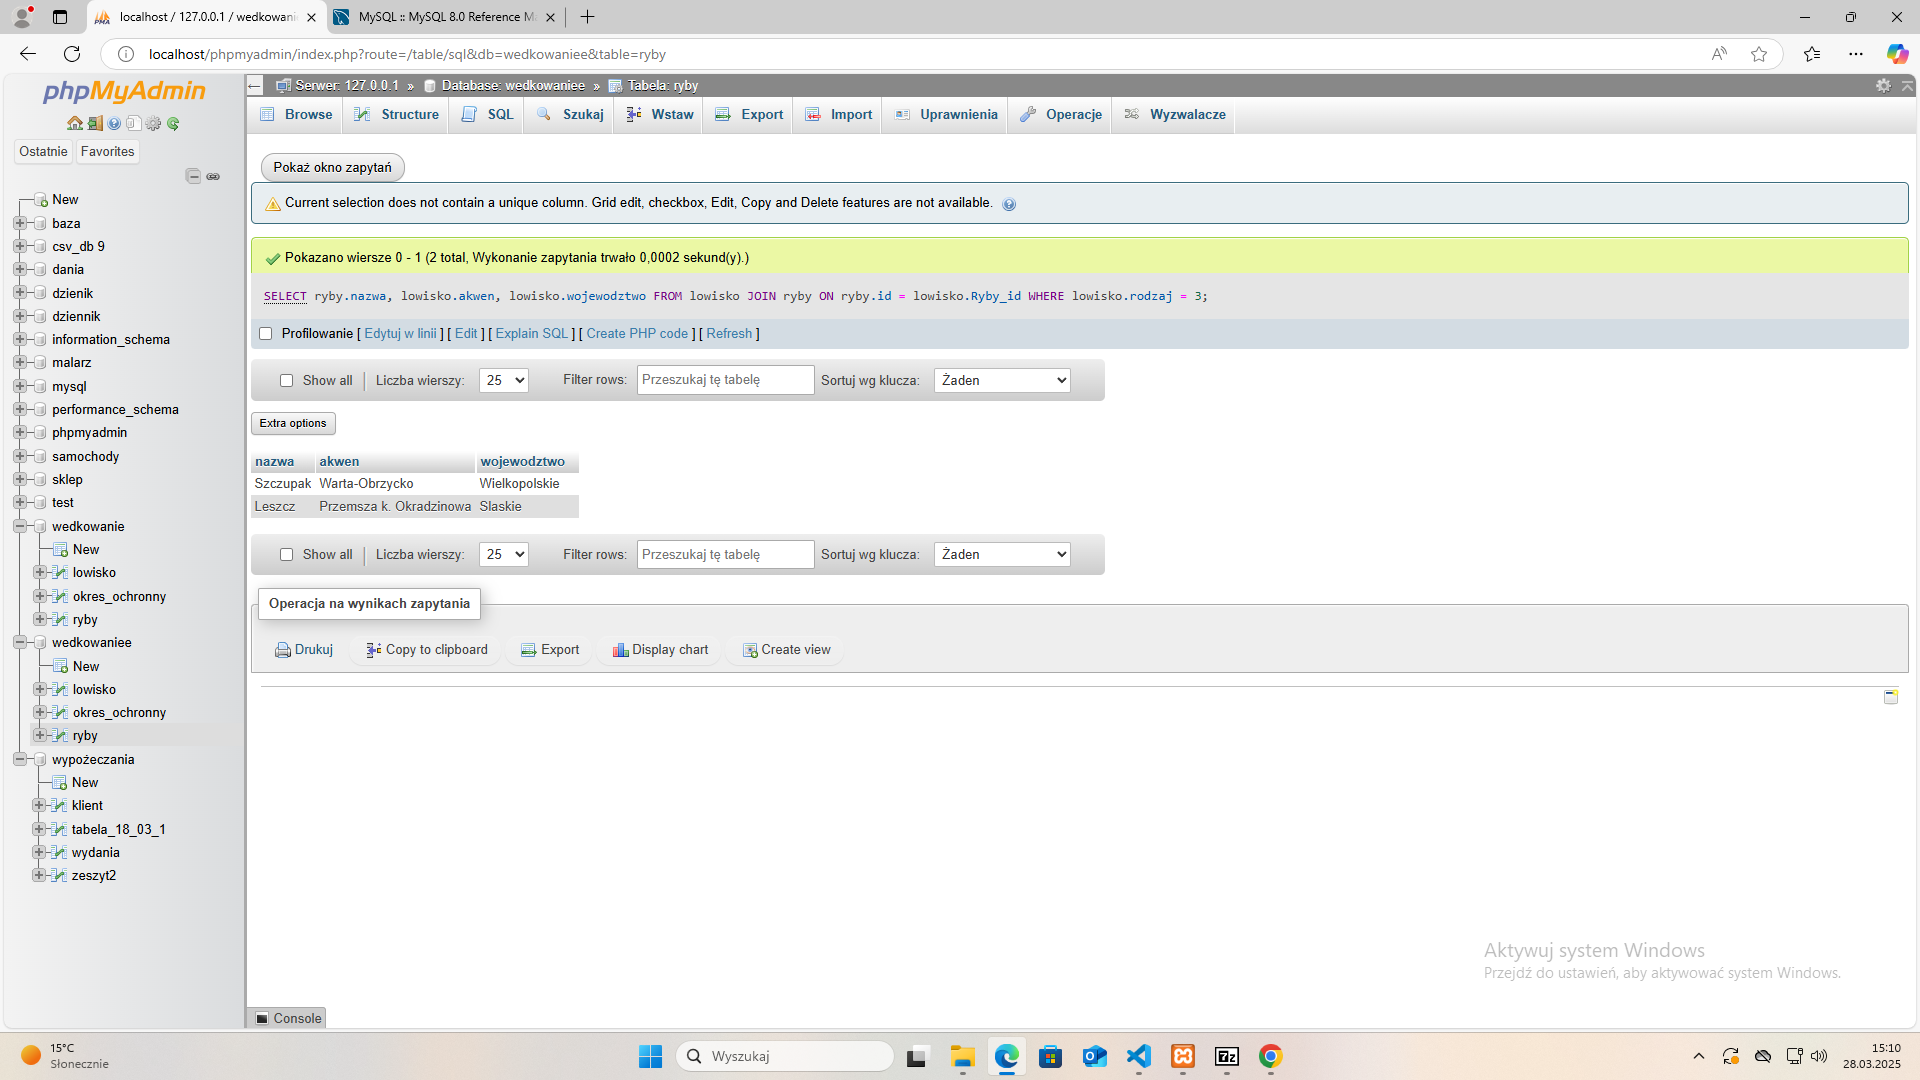 localhost / 127.0.0.1 / wedkowani
MySQL :: MySQL 8.0 Reference M
localhost/phpmyadmin/index.php?route=/table/sql&db=wedkowaniee&table=ryby
phpMyAdmin
Ostatnie Favorites
New
baza
csv_db 9
dania
dzienik
dziennik
information_schema
malarz
mysql
performance_schema
phpmyadmin
samochody
sklep
test
wedkowanie
New
lowisko
okres_ochronny
ryby
wedkowaniee
New
lowisko
okres_ochronny
ryby
wypożeczania
New
klient
tabela_18_03_1
wydania
zeszyt2
Serwer: 127.0.0.1 » Database: wedkowaniee » Tabela: ryby
Browse Structure SQL Szukaj Wstaw Export Import Uprawnienia Operacje Wyzwalacze
Pokaż okno zapytań
Current selection does not contain a unique column. Grid edit, checkbox, Edit, Copy and Delete features are not available.
Pokazano wiersze 0 - 1 (2 total, Wykonanie zapytania trwało 0,0002 sekund(y).)
SELECT ryby.nazwa, lowisko.akwen, lowisko.wojewodztwo FROM lowisko JOIN ryby ON ryby.id = lowisko.Ryby_id WHERE lowisko.rodzaj = 3;
Profilowanie [ Edytuj w linii ] [ Edit ] [ Explain SQL ] [ Create PHP code ] [ Refresh ]
Show all Liczba wierszy: 25 Filter rows: Przeszukaj tę tabelę Sortuj wg klucza: Żaden
Extra options
nazwa akwen wojewodztwo
Szczupak Warta-Obrzycko Wielkopolskie
Leszcz Przemsza k. Okradzinowa Slaskie
Show all Liczba wierszy: 25 Filter rows: Przeszukaj tę tabelę Sortuj wg klucza: Żaden
Operacja na wynikach zapytania
Drukuj Copy to clipboard Export Display chart Create view
Console
Aktywuj system Windows
Przejdź do ustawień, aby aktywować system Windows.
15°C
Słonecznie
Wyszukaj
15:10
28.03.2025